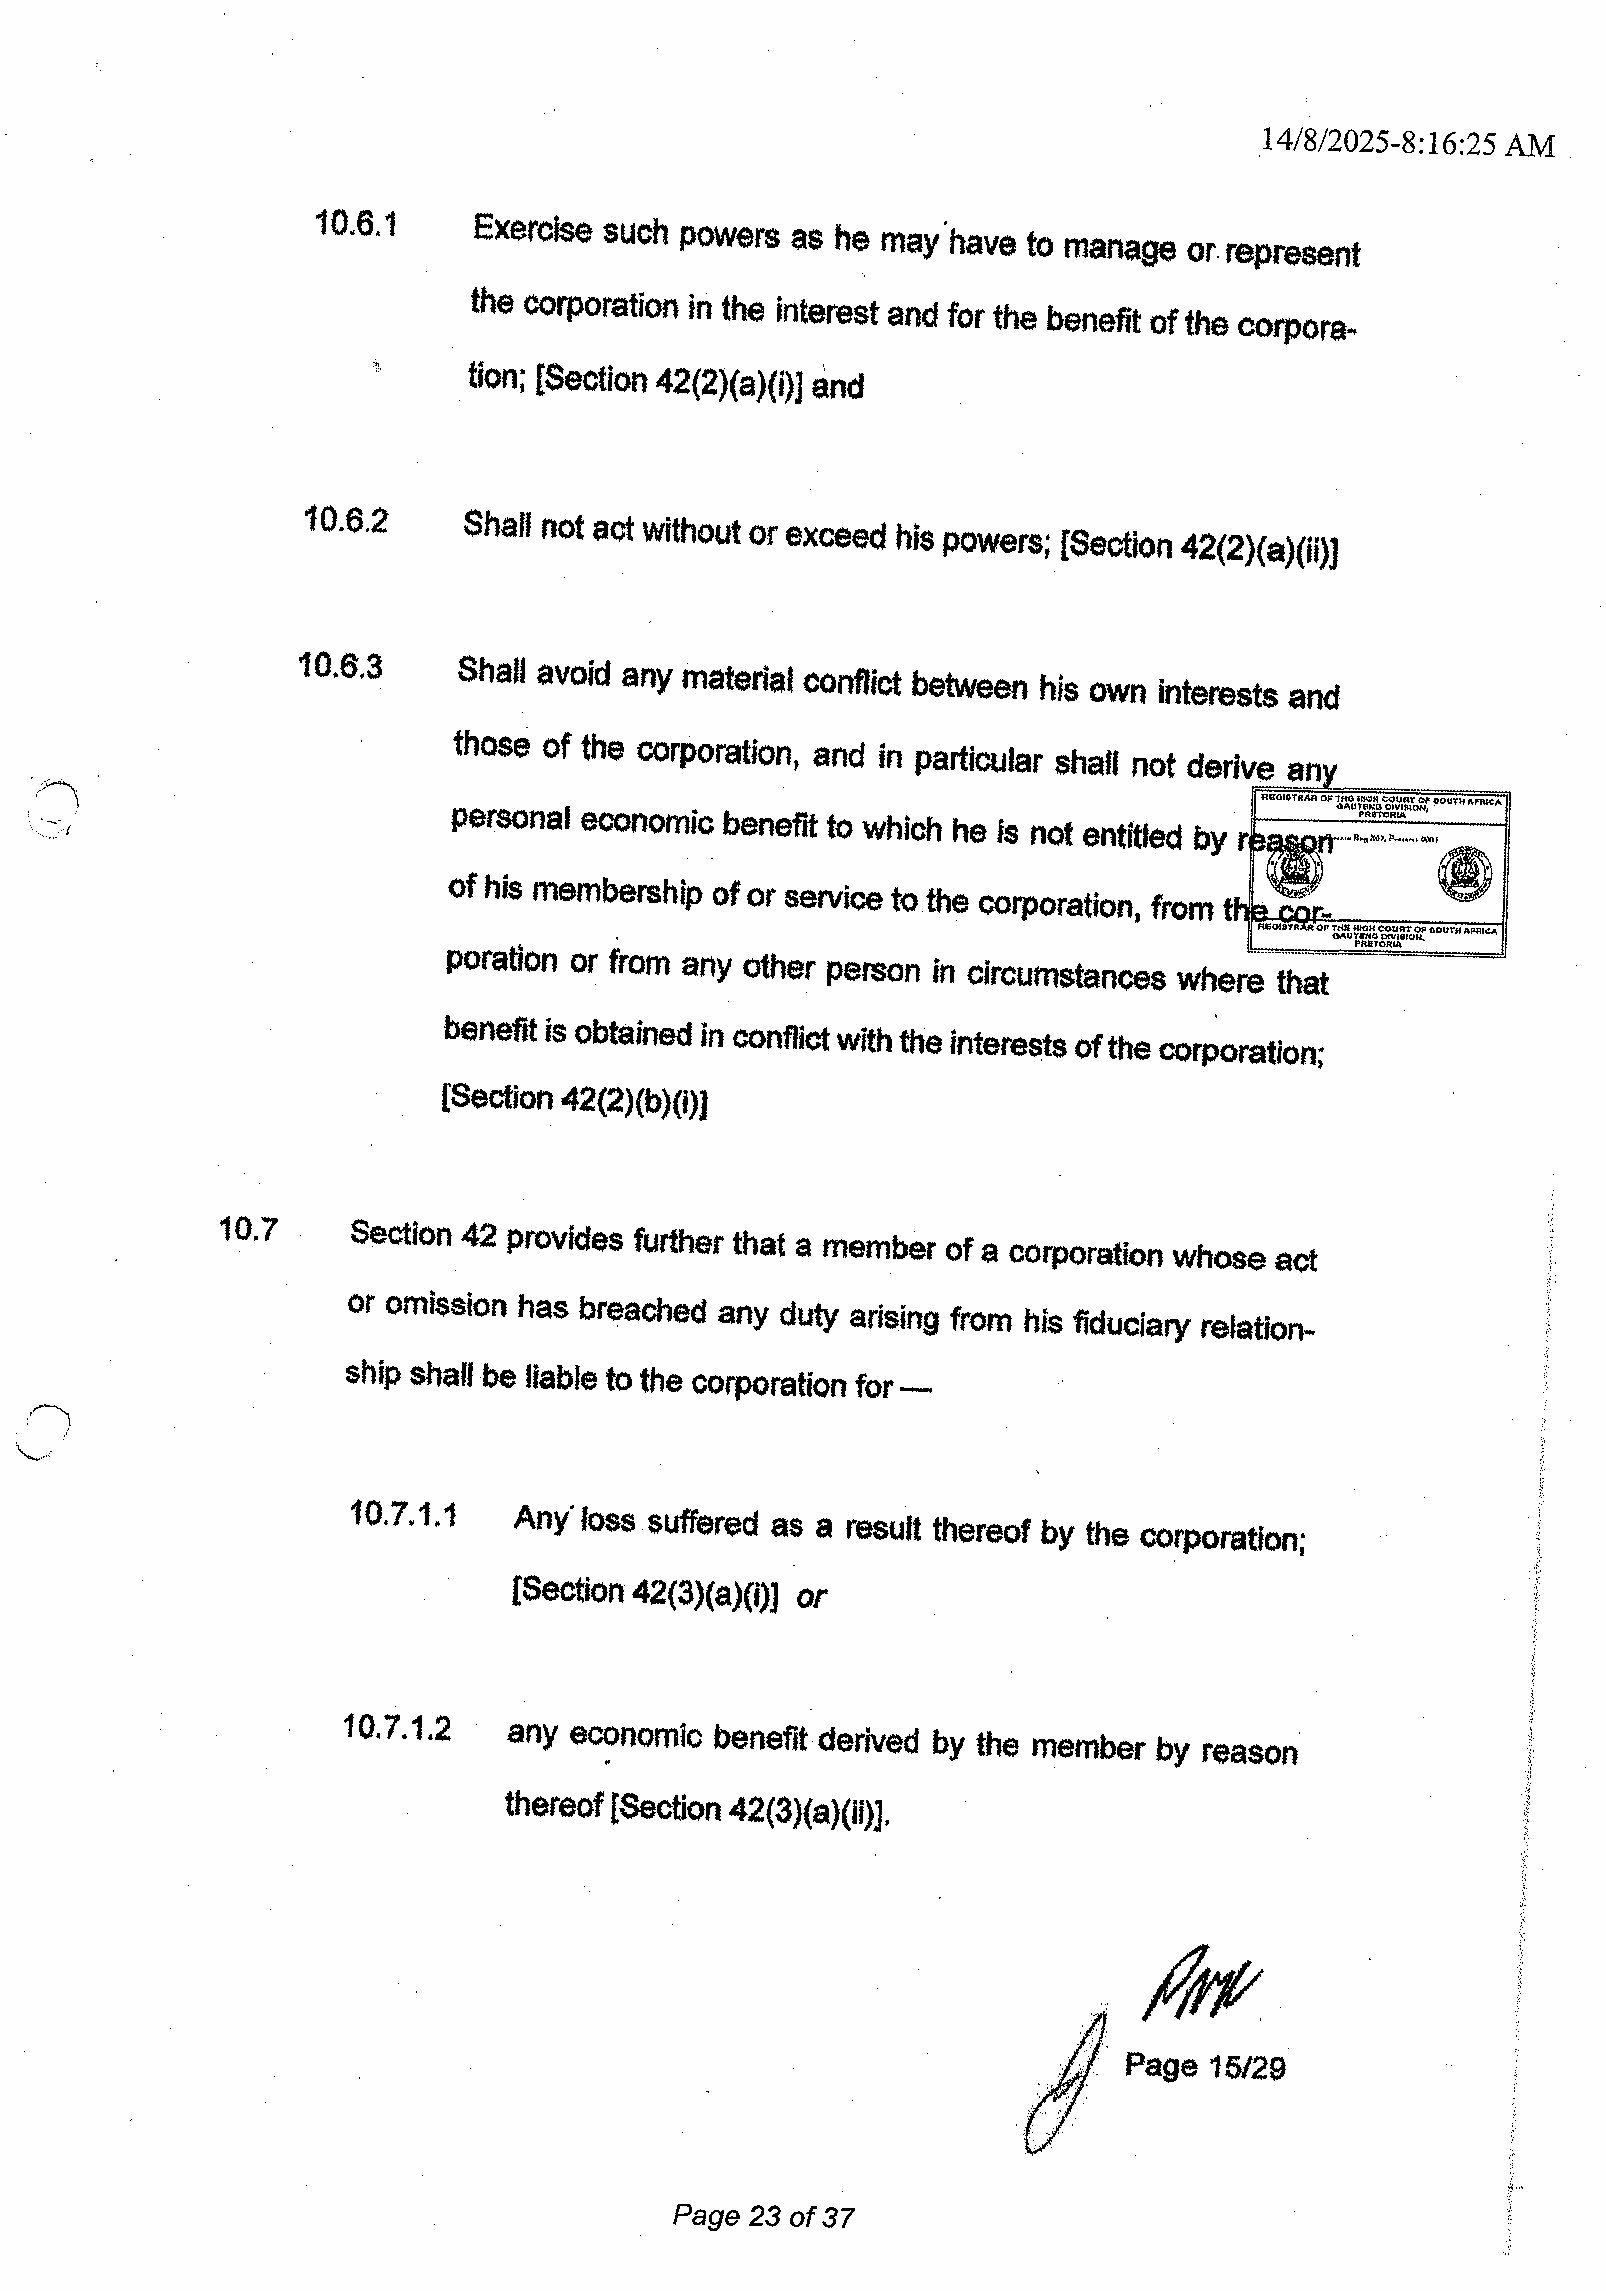 14/8/2025-8:16:25 AM
10.6.1 Exercise such powers as he may have to manage or represent
the corporation in the interest and for the benefit of the corpora-
tion; [Section 42(2)(a)(i)] and
10.6.2 Shall not act without or exceed his powers; [Section 42(2)(a)(ii)]
10.6.3 Shall avoid any material conflict between his own interests and
those of the corporation, and in particular shall not derive any
personal economic benefit to which he is not entitled by reason
of his membership of or service to the corporation, from the cor-
poration or from any other person in circumstances where that
benefit is obtained in conflict with the interests of the corporation;
[Section 42(2)(b)(i)]
REGISTRAR OF THE HIGH COURT OF SOUTH AFRICA
GAUTENG DIVISION,
PRETORIA
REGISTRAR OF THE HIGH COURT OF SOUTH AFRICA
GAUTENG DIVISION,
PRETORIA
10.7 Section 42 provides further that a member of a corporation whose act
or omission has breached any duty arising from his fiduciary relation-
ship shall be liable to the corporation for —
10.7.1.1 Any loss suffered as a result thereof by the corporation;
[Section 42(3)(a)(i)] or
10.7.1.2 any economic benefit derived by the member by reason
thereof [Section 42(3)(a)(ii)].
Page 15/29
Page 23 of 37